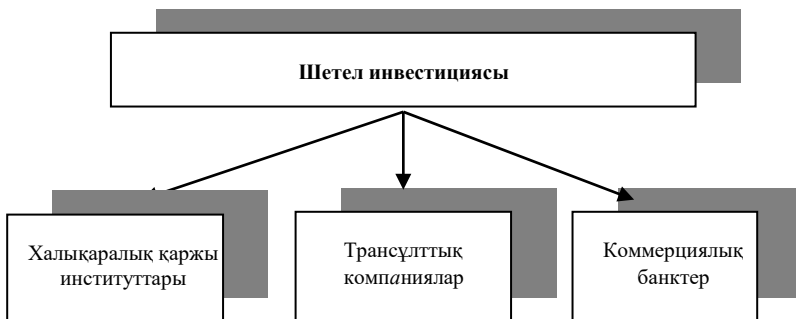 Шетел инвестициясы
Халықаралық қаржы
институттары
Трансұлттық
компаниялар
Коммерциялық
банктер